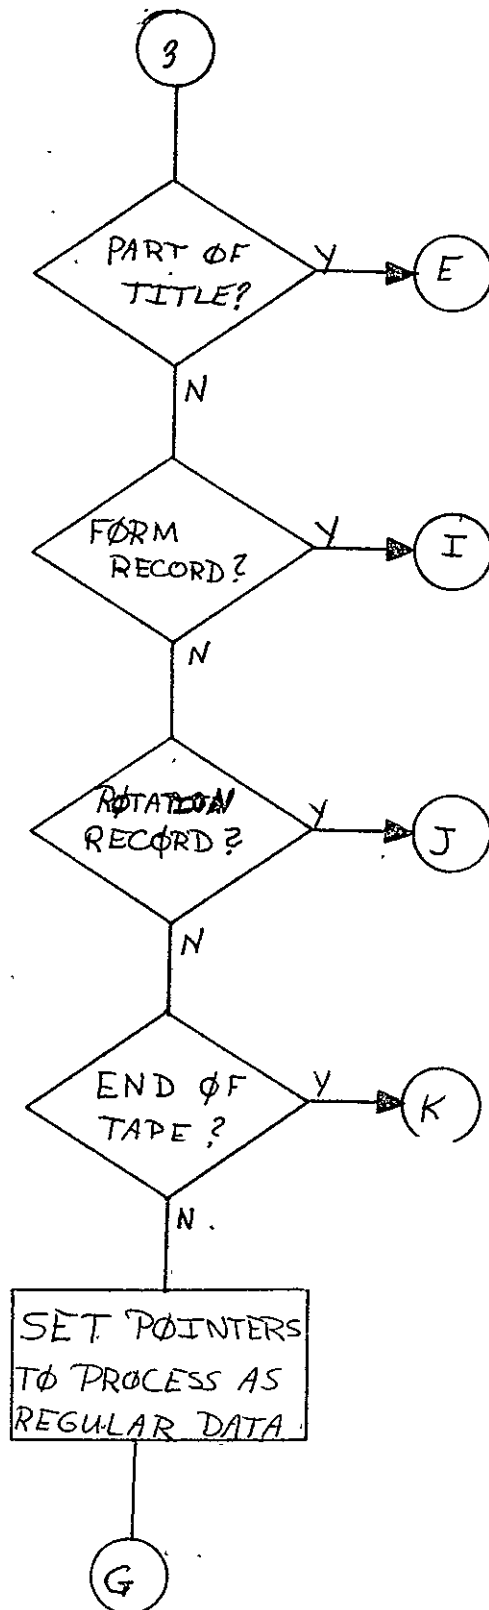 3
PART ØF
TITLE?
Y
E
N
FØRM
RECORD?
Y
I
N
RØTATION
RECØRD?
Y
J
N
END ØF
TAPE?
Y
K
N.
SET PØINTERS
TØ PROCESS AS
REGULAR DATA
G